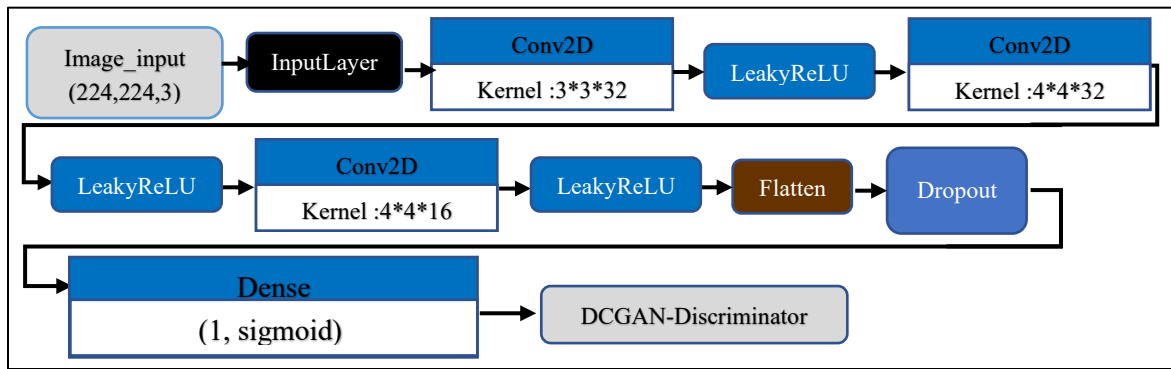 Image_input
(224,224,3)
InputLayer
Conv2D
Kernel :3*3*32
LeakyReLU
Conv2D
Kernel :4*4*32
LeakyReLU
Conv2D
Kernel :4*4*16
LeakyReLU
Flatten
Dropout
Dense
(1, sigmoid)
DCGAN-Discriminator